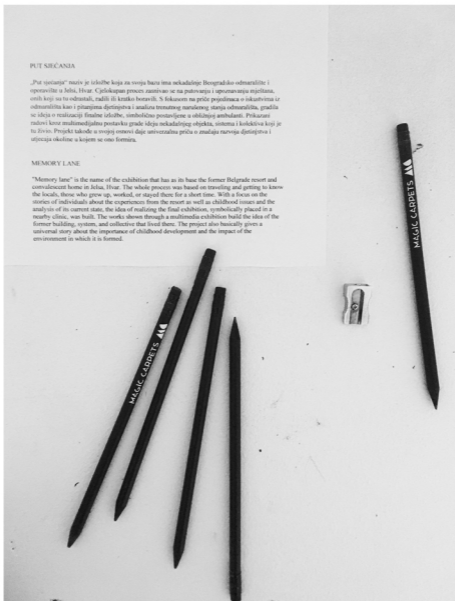 PUT SJEĆANJA
„Put sjećanja" naziv je izložbe koja za svoju bazu ima nekadašnje Beogradsko odmaralište i
oporavilište u Jelsi, Hvar. Cjelokupan proces zasnivao se na putovanju i upoznavanju mještana,
onih koji su tu odrastali, radili ili kratko boravili. S fokusom na priče pojedinaca o iskustvima iz
odmarališta kao i pitanjima djetinjstva i analizu trenutnog stanja odmarališta, gradila
se ideja o realizaciji finalne izložbe, simbolično postavljene u obližnjoj ambulanti. Prikazani
radovi kroz multimedijalnu postavku grade ideju nekadašnjeg objekta, sistema i kolektiva koji je
tu živio. Projekt takođe u svojoj osnovi daje univerzalnu priču o značaju razvoja djetinjstva i
utjecaja okoline u kojem se ono formira.
MEMORY LANE
"Memory lane" is the name of the exhibition that has as its base the former Belgrade resort and
convalescent home in Jelsa, Hvar. The whole process was based on traveling and getting to know
the locals, those who grew up, worked, or stayed there for a short time. With a focus on the
stories of individuals about the experiences from the resort as well as childhood issues and the
analysis of its current state, the idea of realizing the final exhibition, symbolically placed in a
nearby clinic, was built. The works shown through a multimedia exhibition build the idea of the
former building, system, and collective that lived there. The project also basically gives a
universal story about the importance of childhood development and the impact of the
environment in which it is formed.
MAGIC CARPETS
MAGIC CARPETS